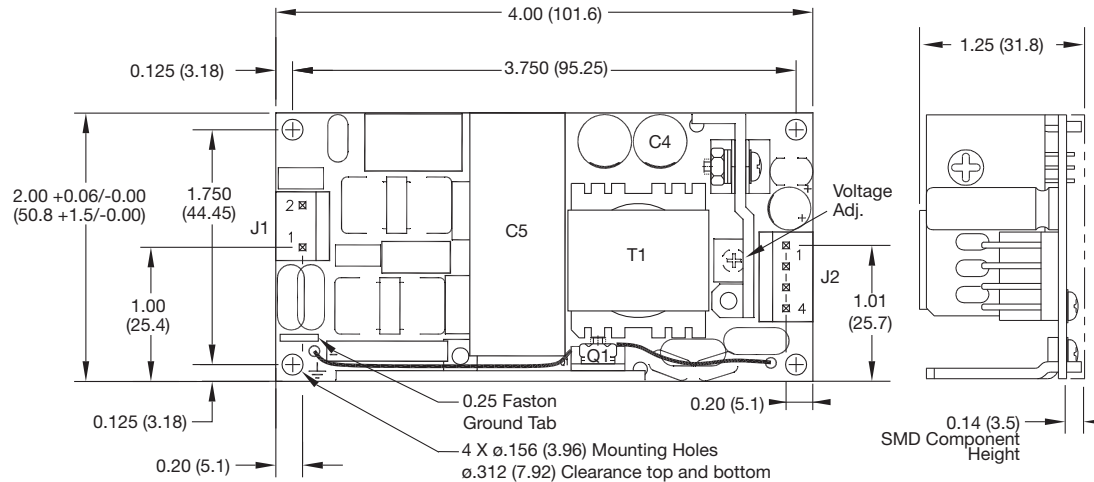 4.00 (101.6)
1.25 (31.8)
0.125 (3.18)
3.750 (95.25)
C4
2.00 +0.06/-0.00
(50.8 +1.5/-0.00)
1.750
(44.45)
Voltage
Adj.
J1
2
1
C5
T1
1
J2
4
1.00
(25.4)
1.01
(25.7)
Q1
0.125 (3.18)
0.25 Faston
Ground Tab
0.20 (5.1)
0.14 (3.5)
SMD Component
Height
4 X ø.156 (3.96) Mounting Holes
0.20 (5.1)
ø.312 (7.92) Clearance top and bottom